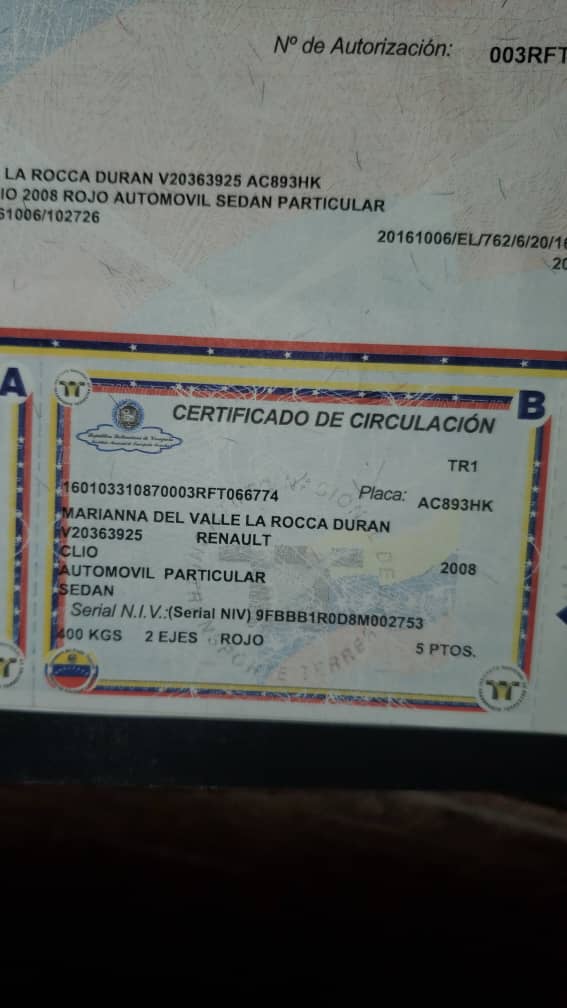 Nº de Autorización: 003RFT
LA ROCCA DURAN V20363925 AC893HK
IO 2008 ROJO AUTOMOVIL SEDAN PARTICULAR
61006/102726
20161006/EL/762/6/20/16
20
A
B
CERTIFICADO DE CIRCULACIÓN
República Bolivariana de Venezuela
TR1
160103310870003RFT066774 Placa: AC893HK
MARIANNA DEL VALLE LA ROCCA DURAN
V20363925 RENAULT
CLIO 2008
AUTOMOVIL PARTICULAR
SEDAN
Serial N.I.V.:(Serial NIV) 9FBBB1R0D8M002753
400 KGS 2 EJES ROJO 5 PTOS.